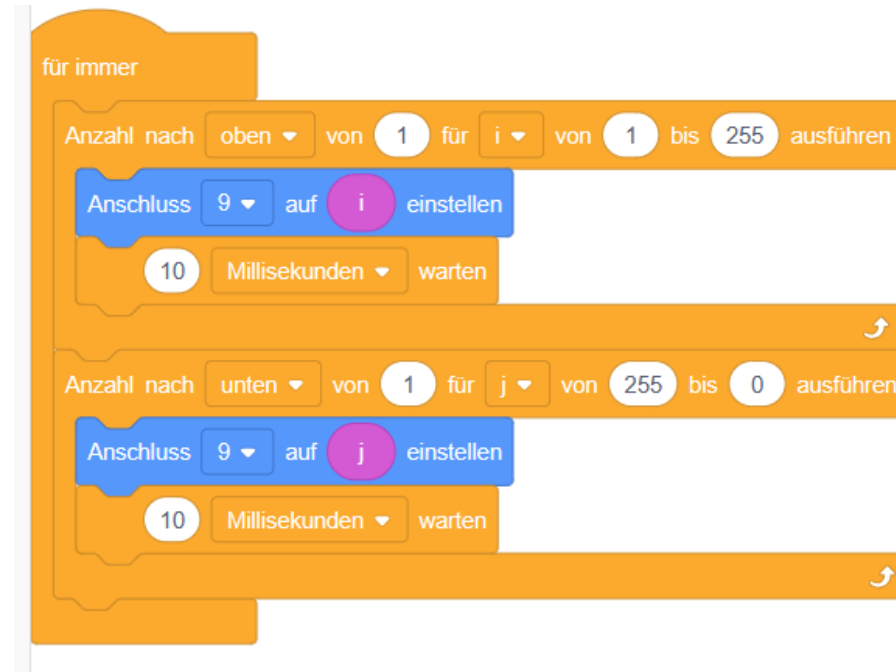 für immer
Anzahl nach oben von 1 für i von 1 bis 255 ausführen
Anschluss 9 auf i einstellen
10 Millisekunden warten
Anzahl nach unten von 1 für j von 255 bis 0 ausführen
Anschluss 9 auf j einstellen
10 Millisekunden warten